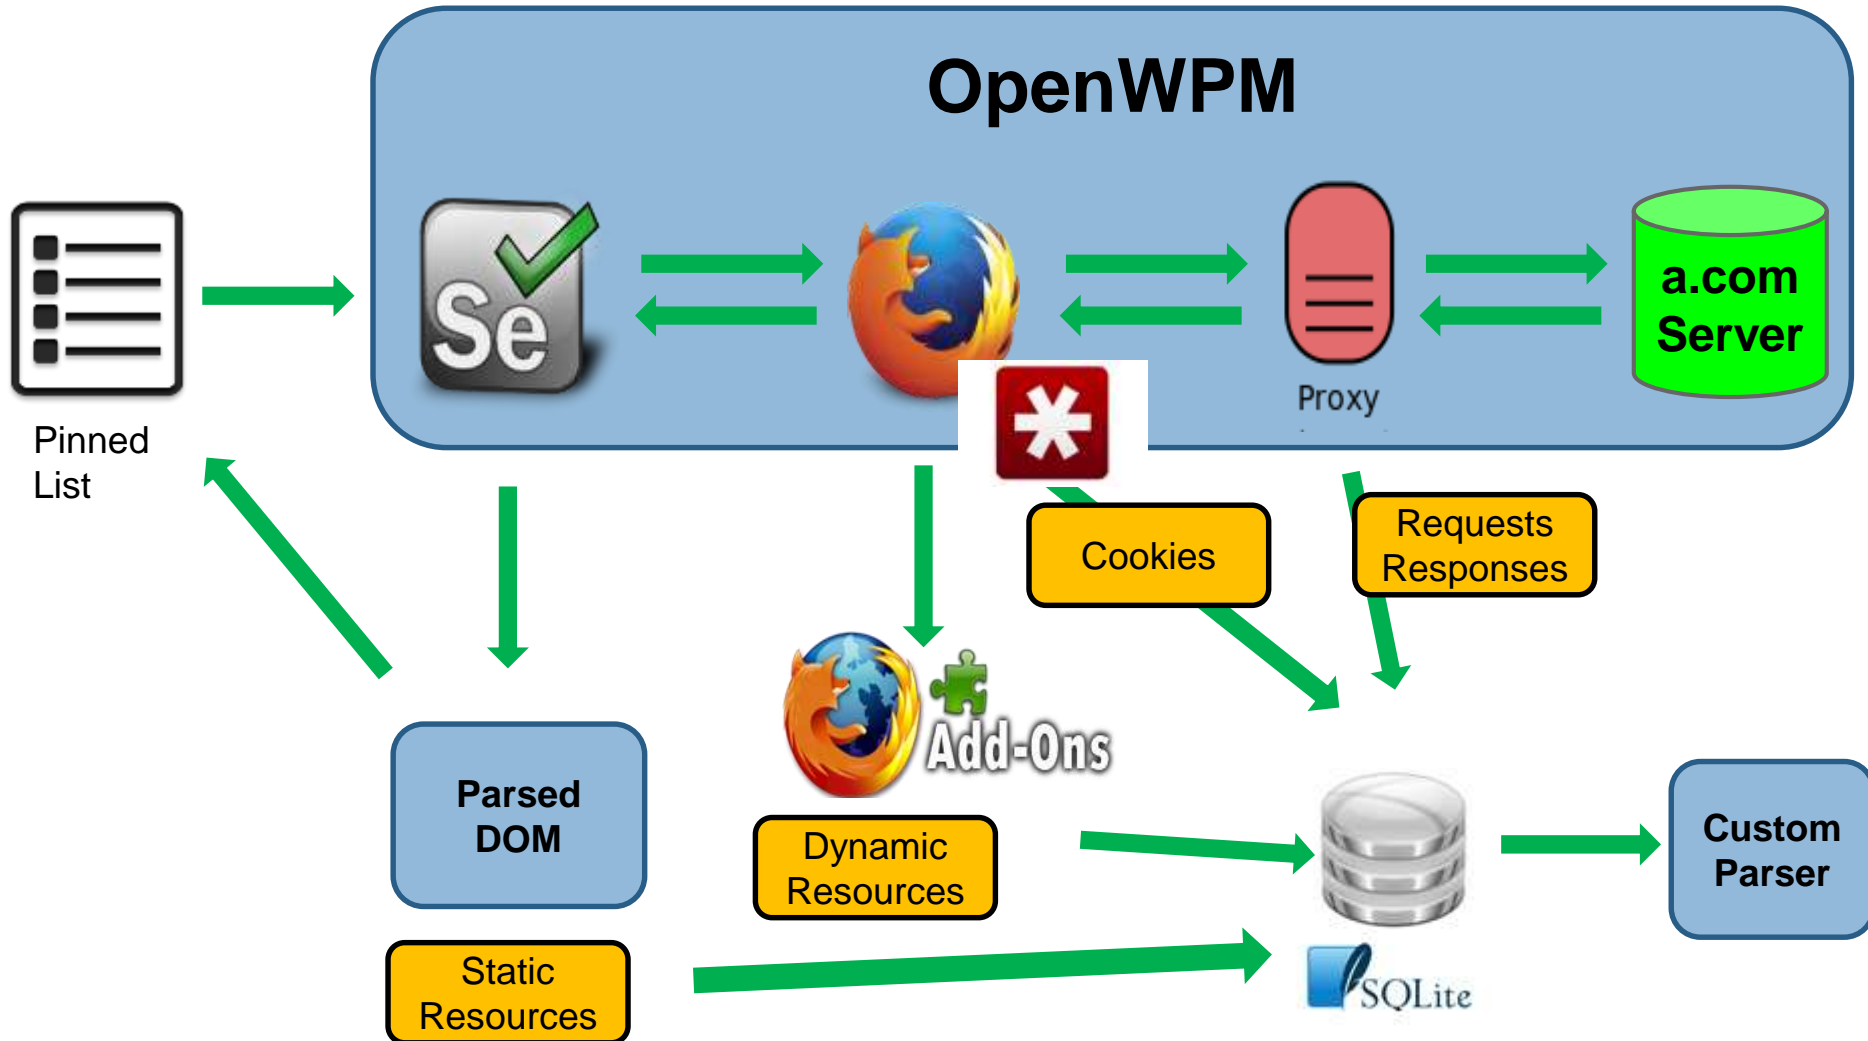 OpenWPM
Se
a.com
Server
Proxy
Pinned
List
Cookies
Requests
Responses
Add-Ons
Parsed
DOM
Dynamic
Resources
Custom
Parser
Static
Resources
SQLite